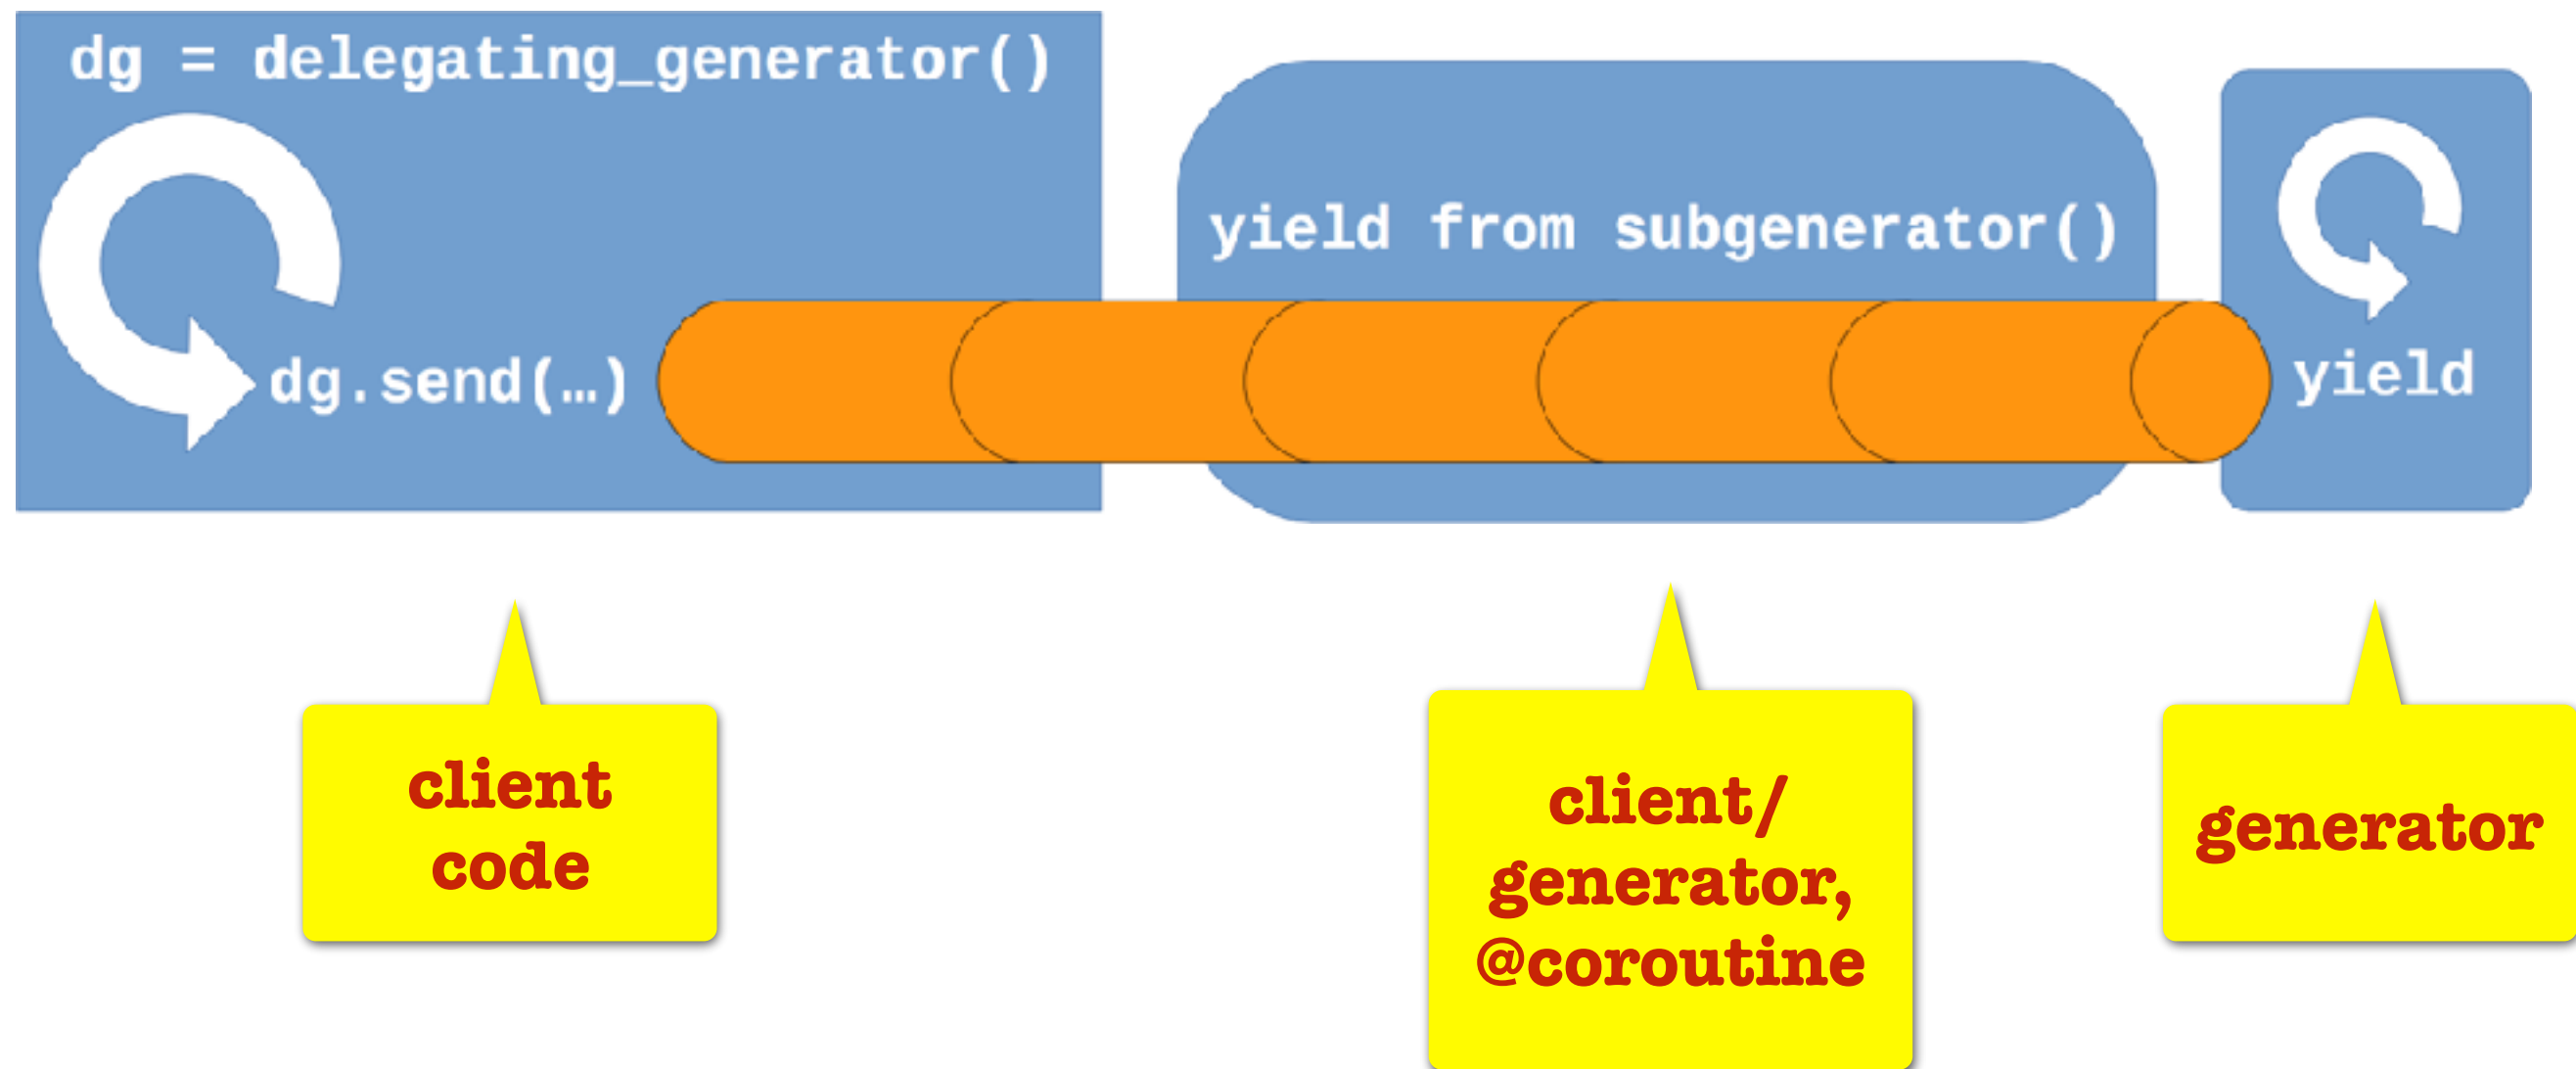 dg = delegating_generator()
yield from subgenerator()
dg.send(…)
yield
client
code
client/
generator,
@coroutine
generator